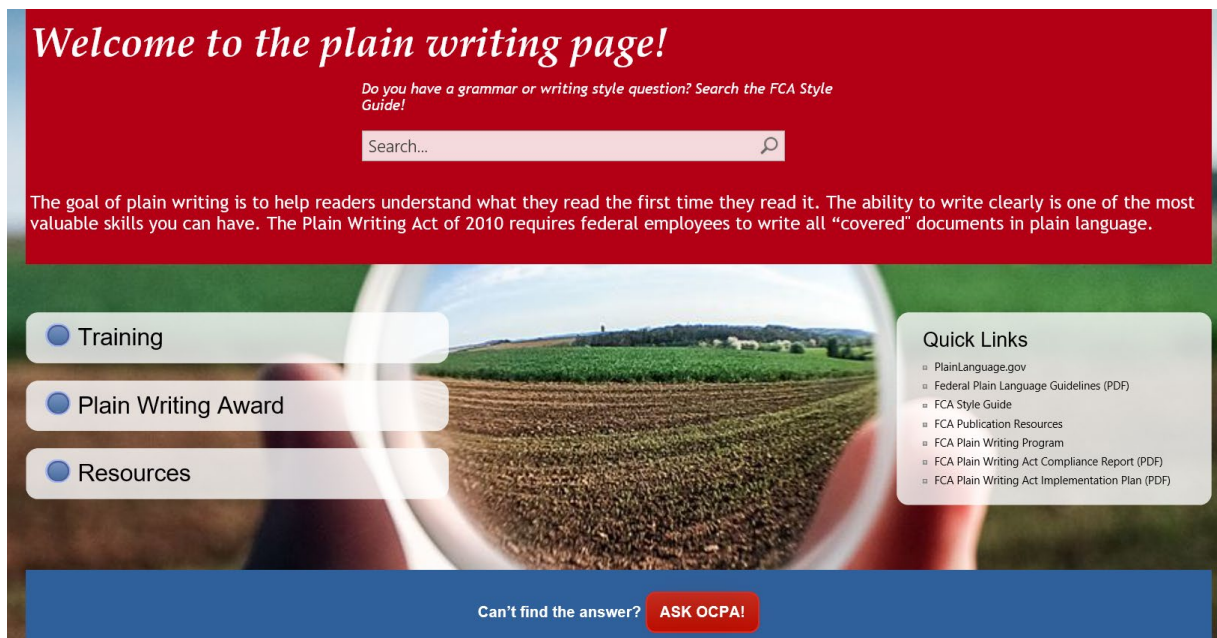 Welcome to the plain writing page!
Do you have a grammar or writing style question? Search the FCA Style
Guide!
Search...
The goal of plain writing is to help readers understand what they read the first time they read it. The ability to write clearly is one of the most
valuable skills you can have. The Plain Writing Act of 2010 requires federal employees to write all “covered" documents in plain language.
Training
Plain Writing Award
Resources
Quick Links
PlainLanguage.gov
Federal Plain Language Guidelines (PDF)
FCA Style Guide
FCA Publication Resources
FCA Plain Writing Program
FCA Plain Writing Act Compliance Report (PDF)
FCA Plain Writing Act Implementation Plan (PDF)
Can’t find the answer? ASK OCPA!